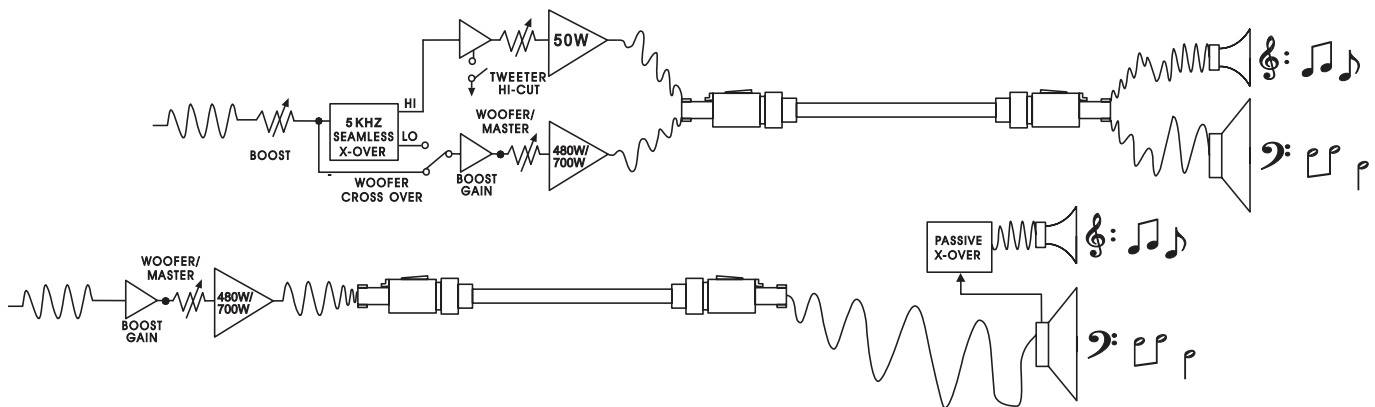 50W
TWEETER
HI-CUT
HI
5 KHZ
SEAMLESS
X-OVER
LO
BOOST
WOOFER/
MASTER
480W/
700W
WOOFER
CROSS OVER
BOOST
GAIN
PASSIVE
X-OVER
WOOFER/
MASTER
480W/
700W
BOOST
GAIN